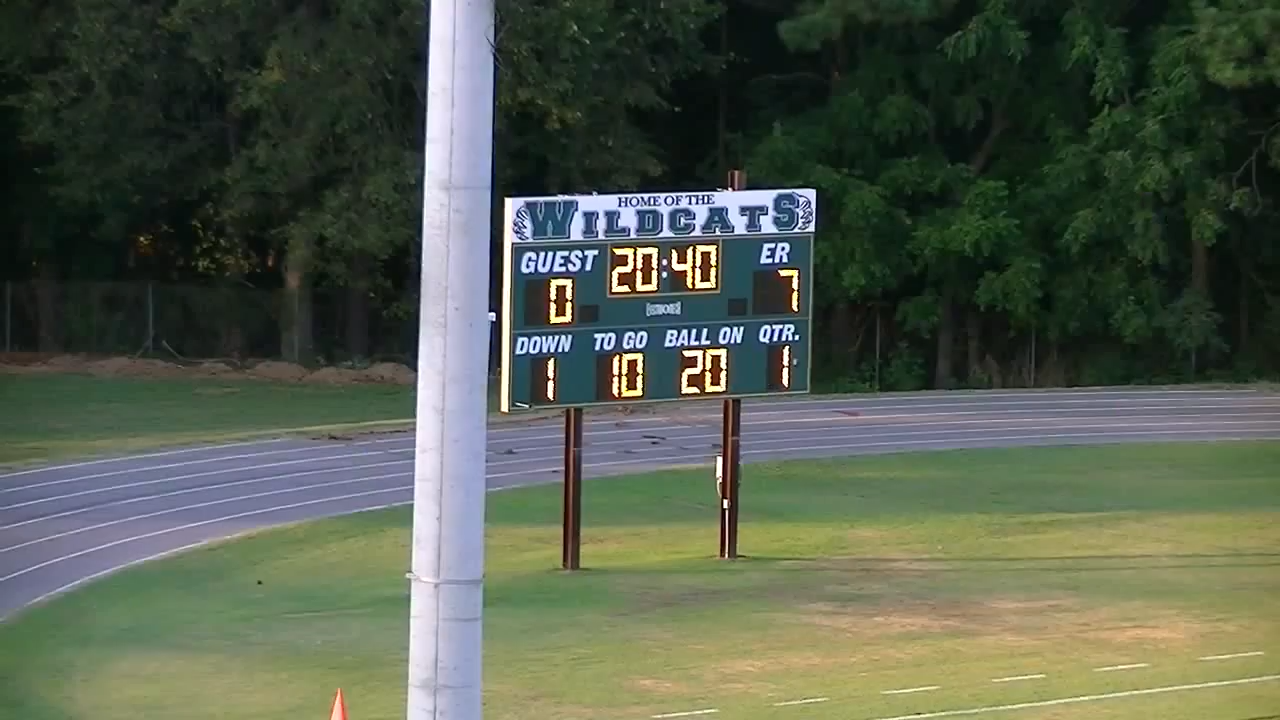 HOME OF THE
WILDCATS
GUEST 20:40 ER
0 7
DOWN TO GO BALL ON QTR.
1 10 20 1